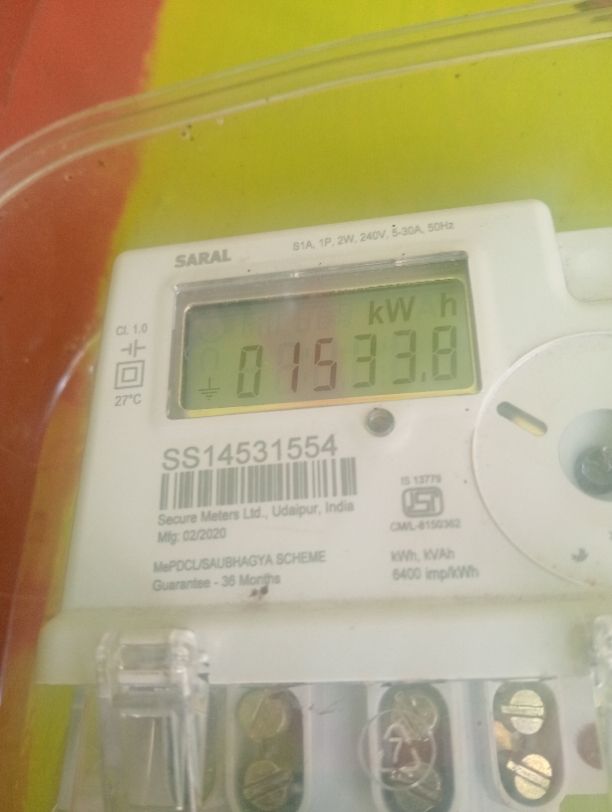 SARAL
S1A, 1P, 2W, 240V, 5-30A, 50Hz
kW h
01533.8
Cl. 1.0
27°C
SS14531554
Secure Meters Ltd., Udaipur, India
Mfg: 02/2020
MePDCL/SAUBHAGYA SCHEME
Guarantee - 36 Months
IS 13779
CM/L-8150362
kWh, kVAh
6400 imp/kWh
7